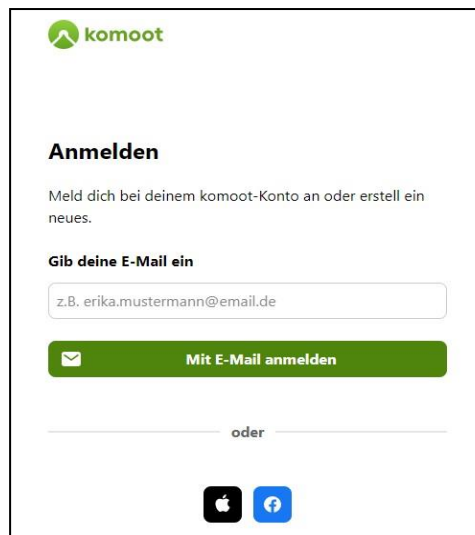 komoot
Anmelden
Meld dich bei deinem komoot-Konto an oder erstell ein
neues.
Gib deine E-Mail ein
z.B. erika.mustermann@email.de
Mit E-Mail anmelden
oder